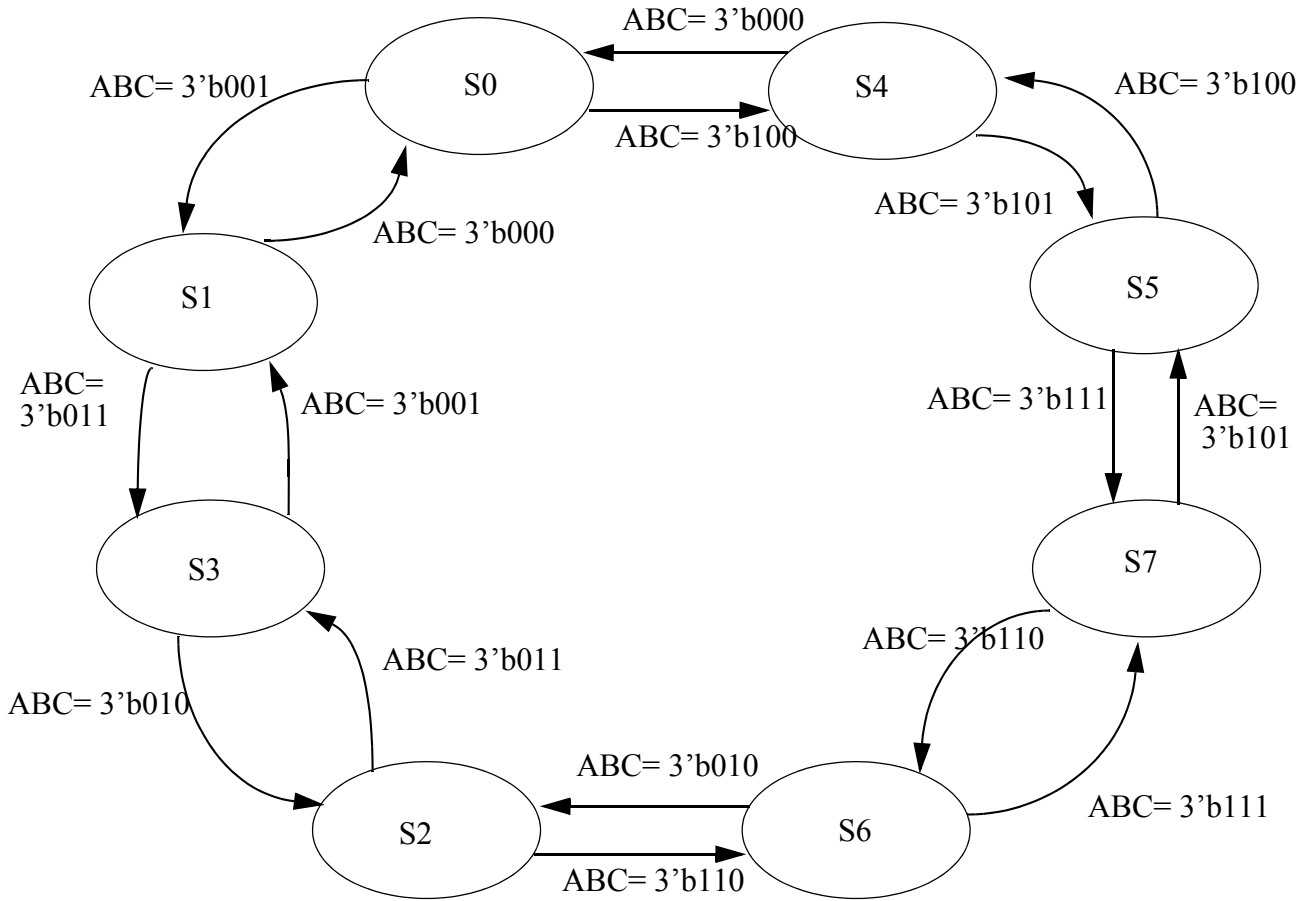 ABC= 3’b000
S0
S4
ABC= 3’b001
ABC= 3’b100
ABC= 3’b100
ABC= 3’b101
ABC= 3’b000
S1
S5
ABC=
3’b011
ABC= 3’b001
ABC= 3’b111
ABC=
3’b101
S3
S7
ABC= 3’b110
ABC= 3’b011
ABC= 3’b010
ABC= 3’b010
ABC= 3’b111
S2
S6
ABC= 3’b110